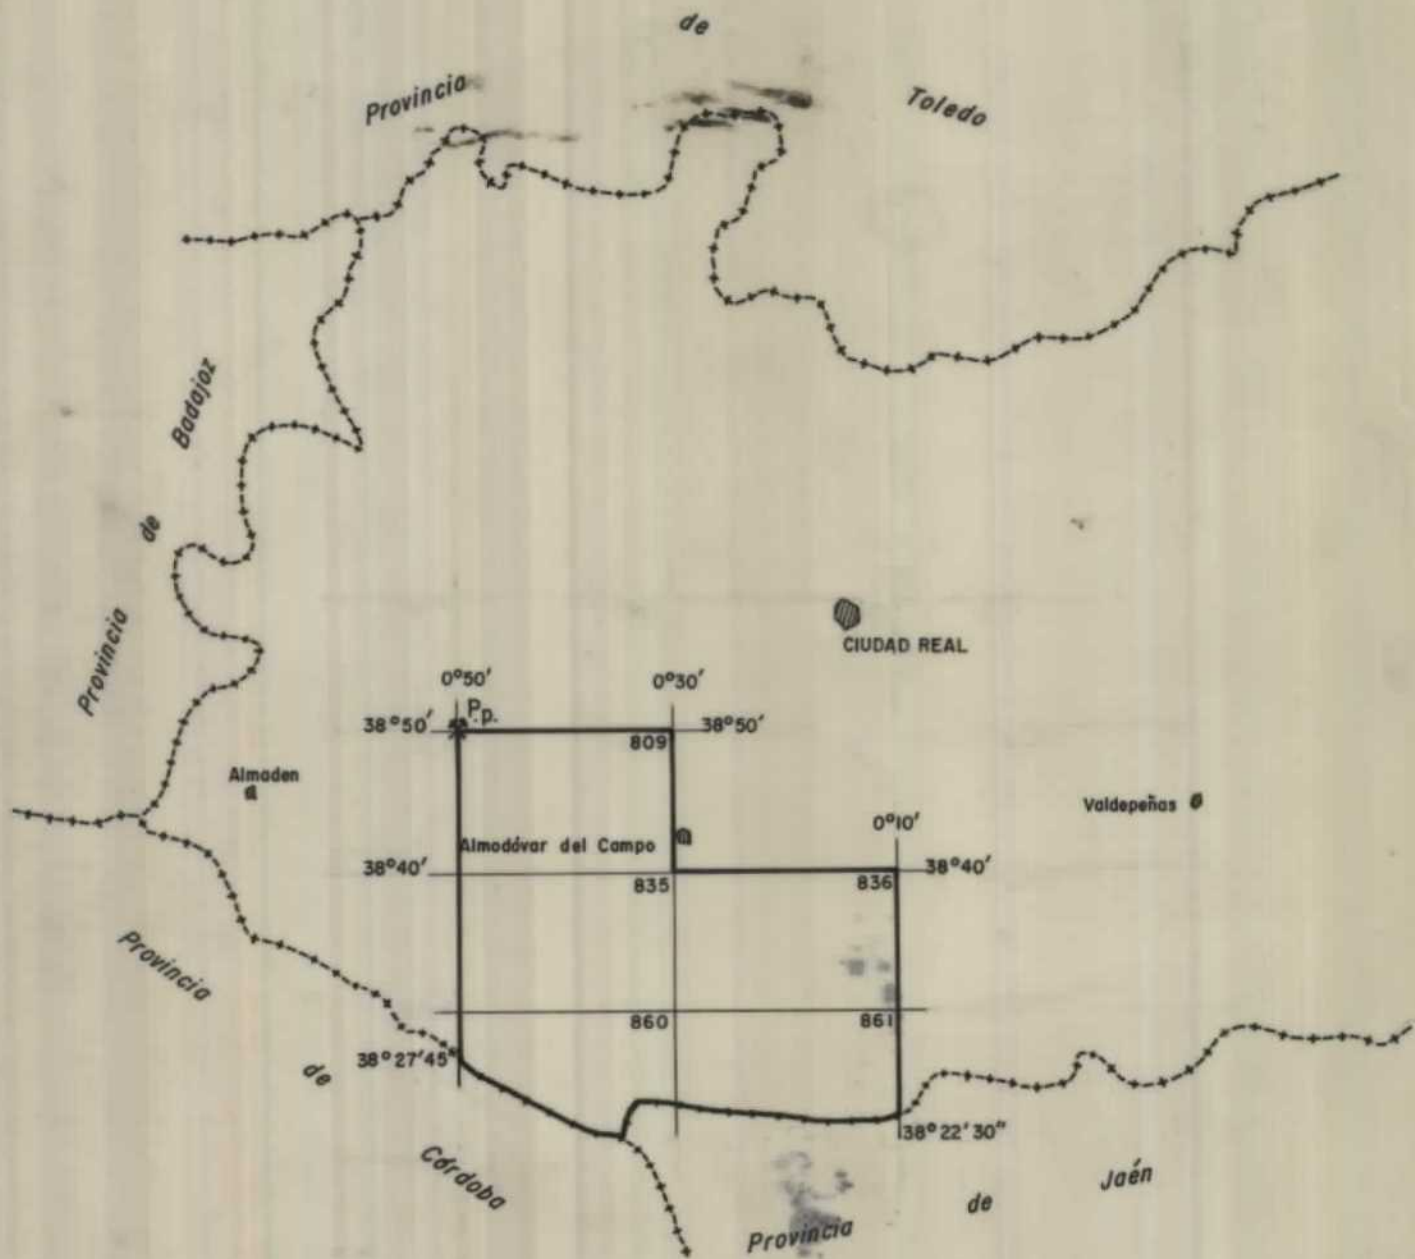 de
Provincia
Toledo
Badajoz
de
Provincia
CIUDAD REAL
0°50'
0°30'
P.p.
38°50'
38°50'
809
Almaden
Valdepeñas
0°10'
Almodóvar del Campo
38°40'
38°40'
835
836
Provincia
860
861
38°27'45
de
38°22'30"
Córdoba
Jaén
de
Provincia